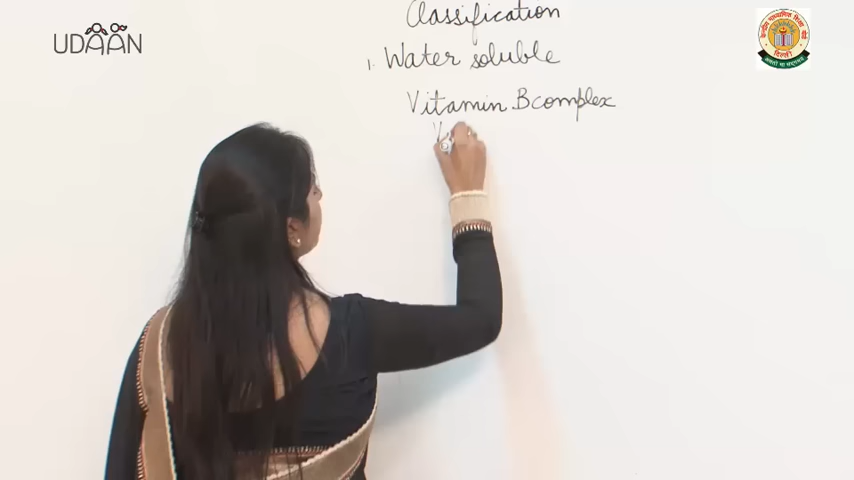 UDAAN
Classification
1. Water soluble
Vitamin B complex
V